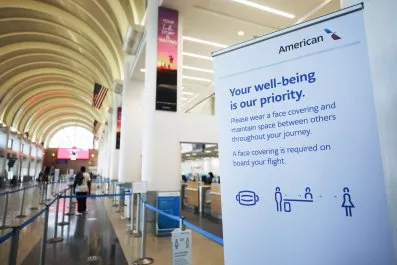 American
Your well-being
is our priority.
Please wear a face covering and
maintain space between others
throughout your journey.
A face covering is required on
board your flight.